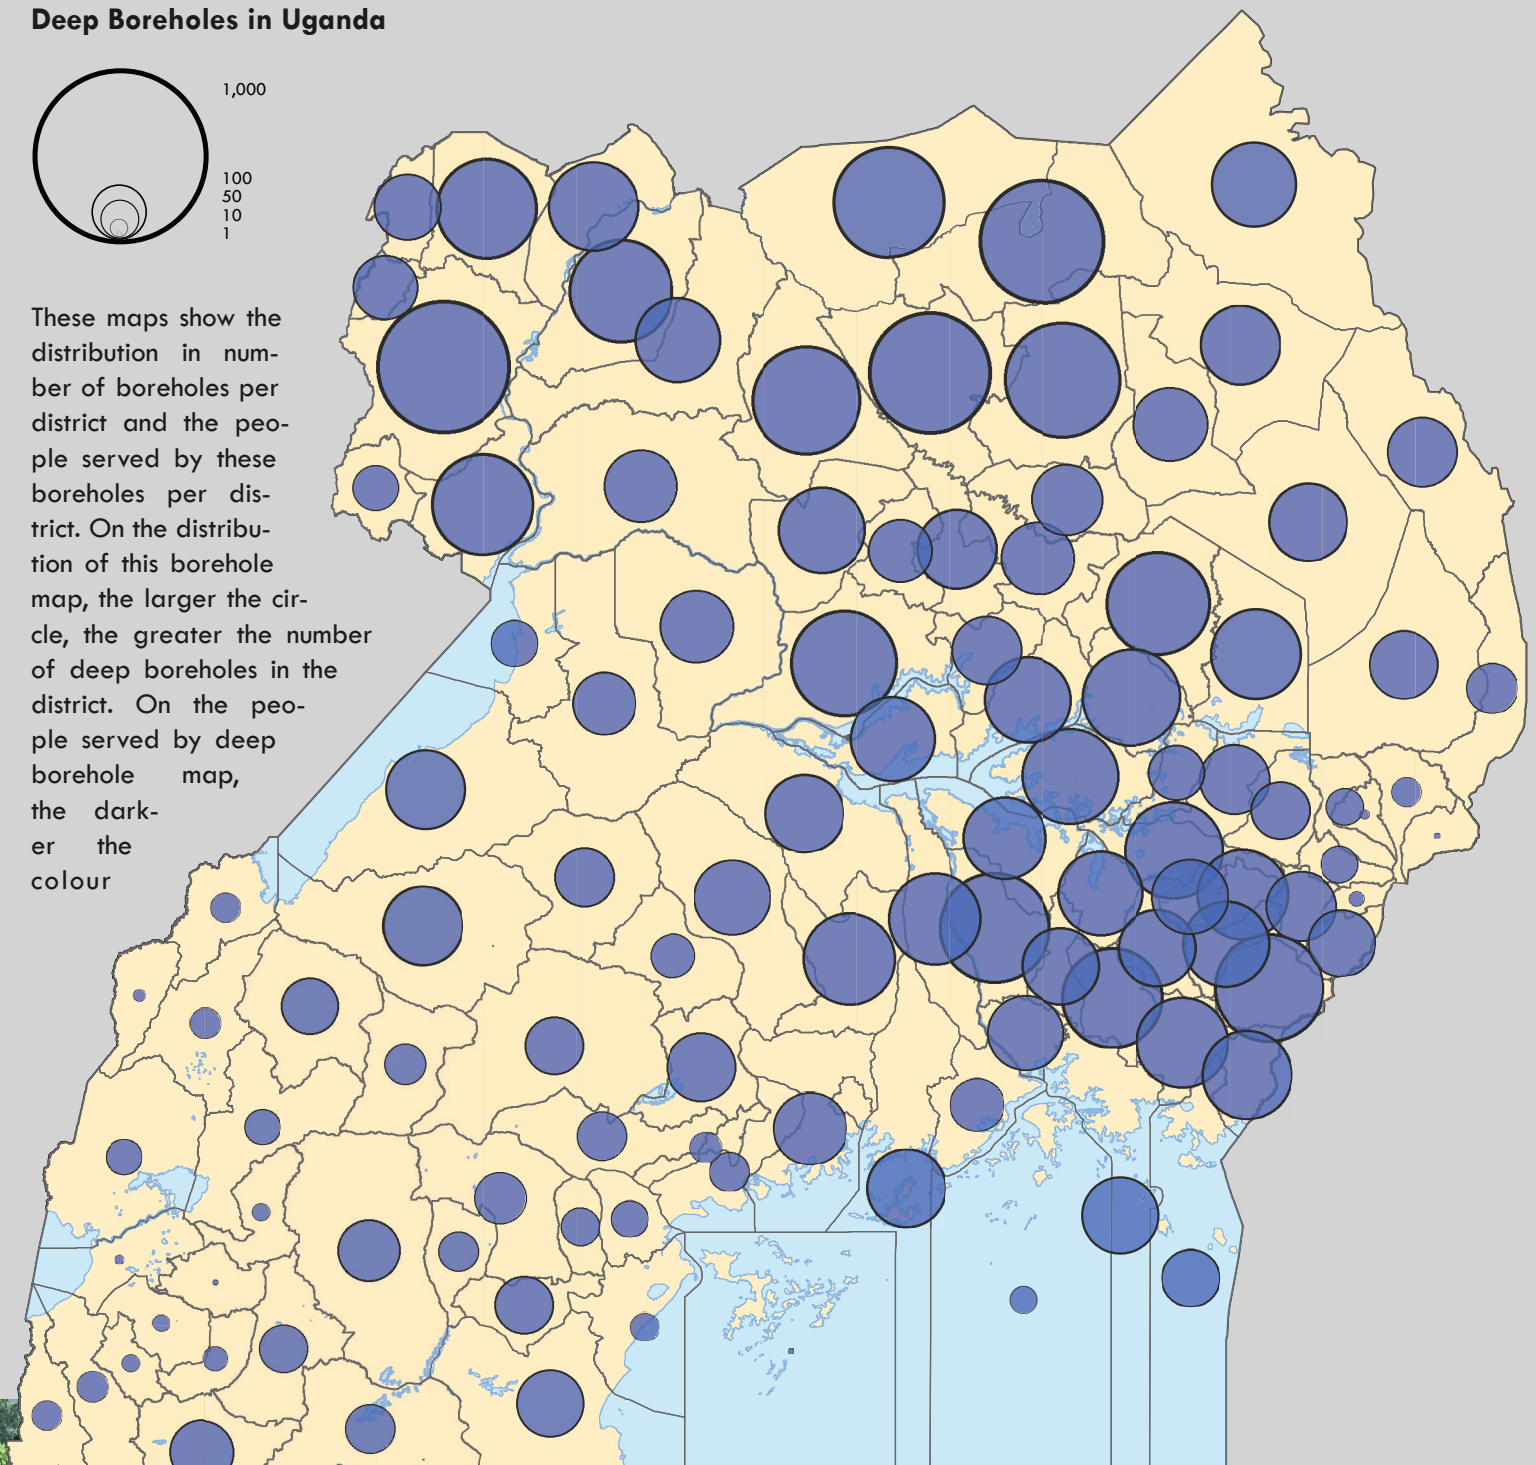 Deep Boreholes in Uganda
1,000
100
50
10
1
These maps show the
distribution in num-
ber of boreholes per
district and the peo-
ple served by these
boreholes per dis-
trict. On the distribu-
tion of this borehole
map, the larger the cir-
cle, the greater the number
of deep boreholes in the
district. On the peo-
ple served by deep
borehole map,
the dark-
er the
colour